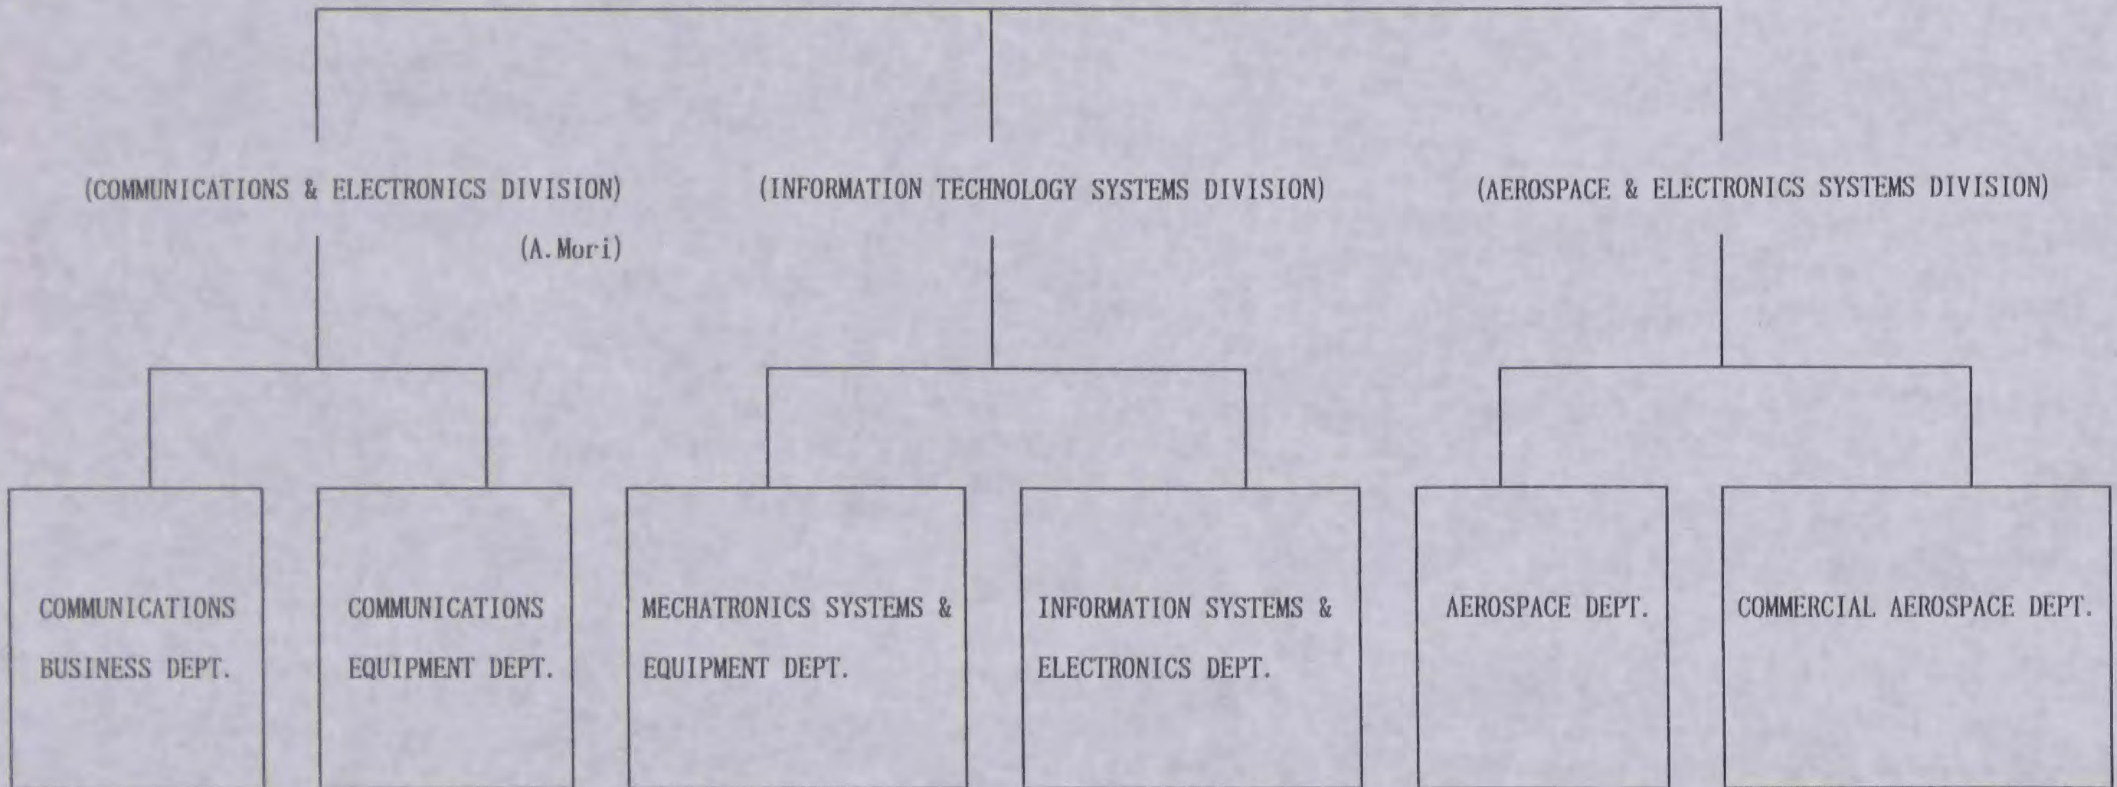 (COMMUNICATIONS & ELECTRONICS DIVISION)
(A.Mori)
(INFORMATION TECHNOLOGY SYSTEMS DIVISION)
(AEROSPACE & ELECTRONICS SYSTEMS DIVISION)
COMMUNICATIONS
BUSINESS DEPT.
COMMUNICATIONS
EQUIPMENT DEPT.
MECHATRONICS SYSTEMS &
EQUIPMENT DEPT.
INFORMATION SYSTEMS &
ELECTRONICS DEPT.
AEROSPACE DEPT.
COMMERCIAL AEROSPACE DEPT.